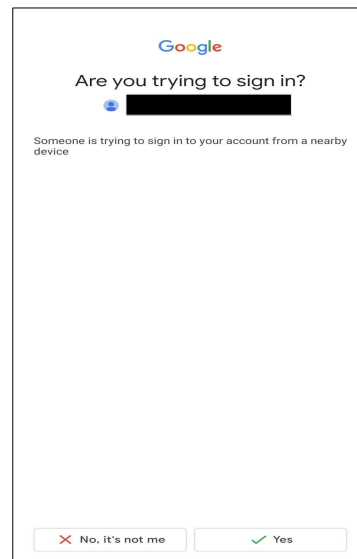 Google
Are you trying to sign in?
Someone is trying to sign in to your account from a nearby
device
No, it's not me
Yes